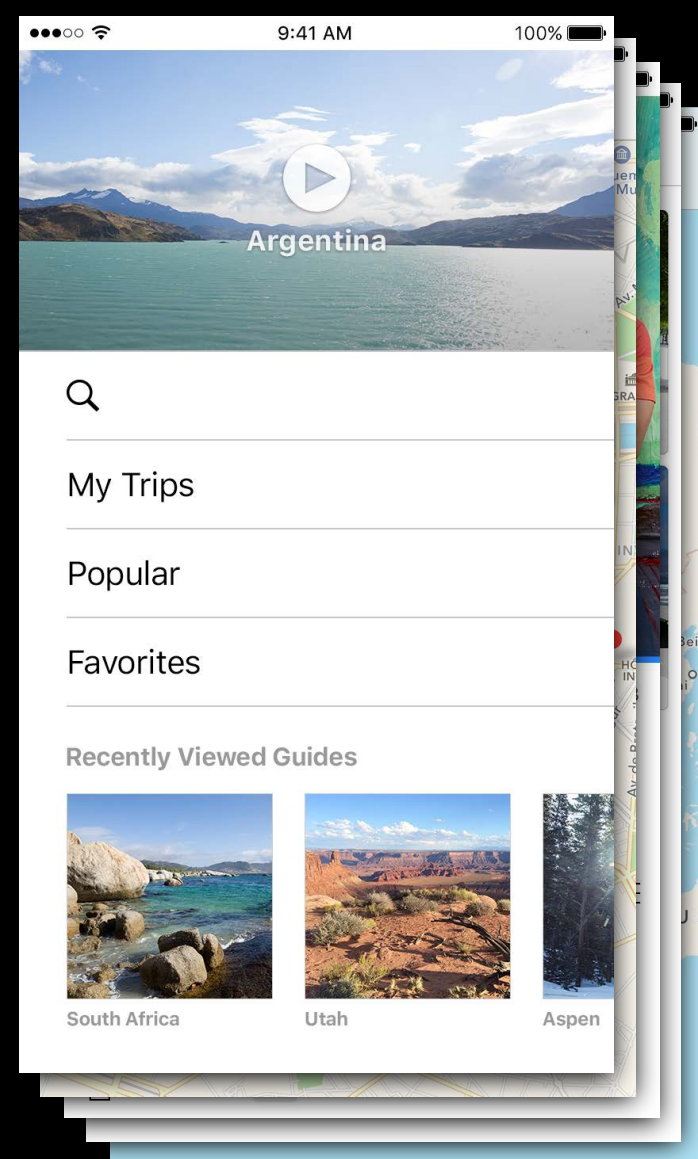 9:41 AM 100%
Argentina
My Trips
Popular
Favorites
Recently Viewed Guides
South Africa Utah Aspen